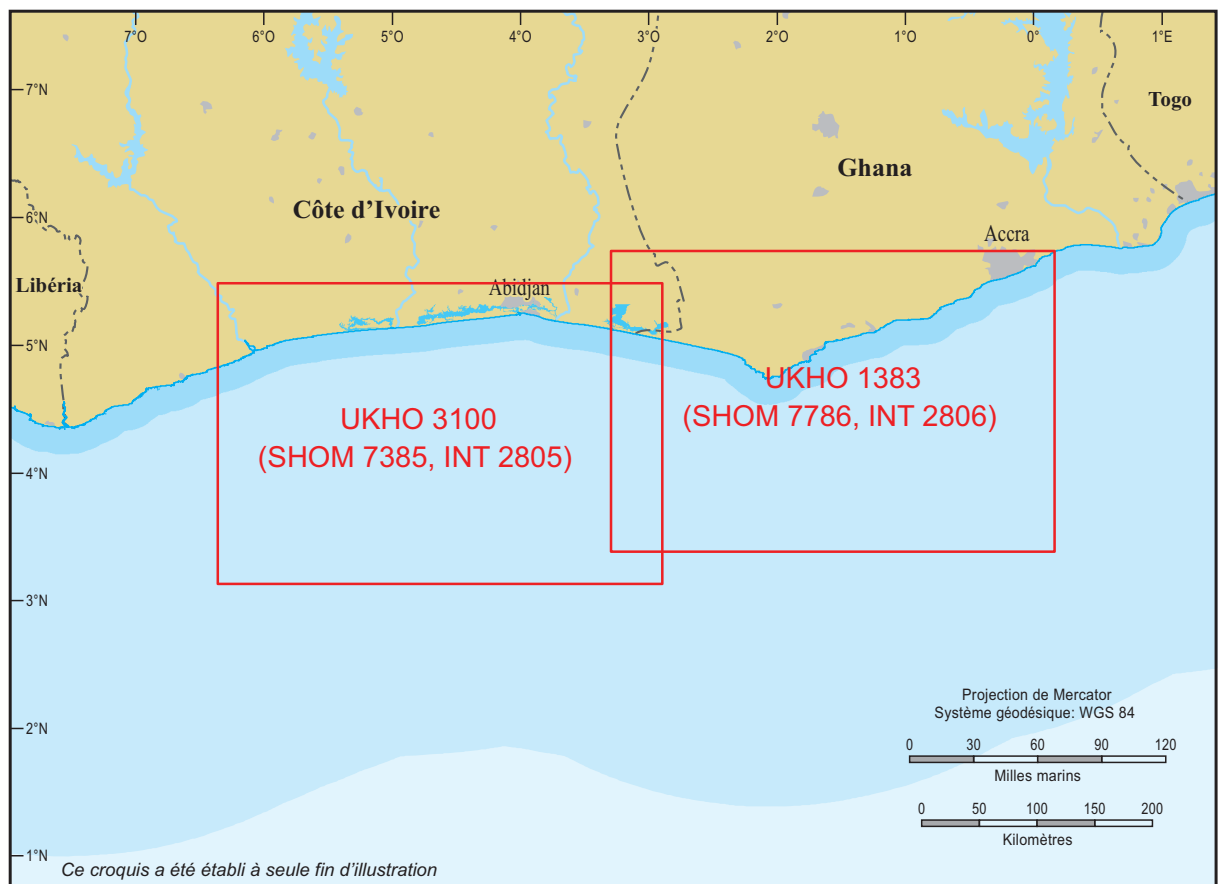 7°O 6°O 5°O 4°O 3°O 2°O 1°O 0° 1°E
7°N
Togo
Ghana
Côte d'Ivoire
6°N
Accra
Libéria
Abidjan
5°N
UKHO 1383
(SHOM 7786, INT 2806)
UKHO 3100
(SHOM 7385, INT 2805)
4°N
3°N
2°N
Projection de Mercator
Système géodésique: WGS 84
0 30 60 90 120
Milles marins
0 50 100 150 200
Kilomètres
1°N
Ce croquis a été établi à seule fin d'illustration